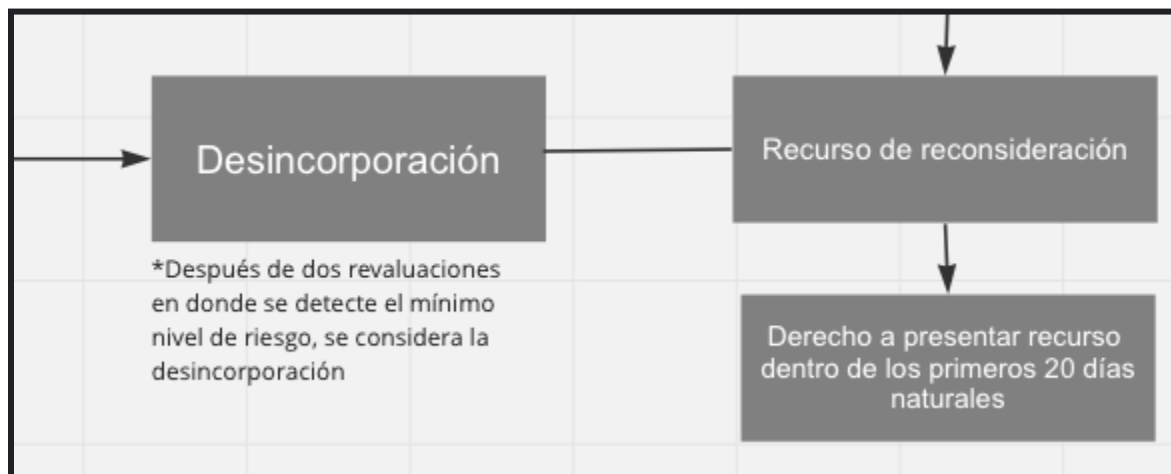 Desincorporación
*Después de dos revaluaciones
en donde se detecte el mínimo
nivel de riesgo, se considera la
desincorporación
Recurso de reconsideración
Derecho a presentar recurso
dentro de los primeros 20 días
naturales